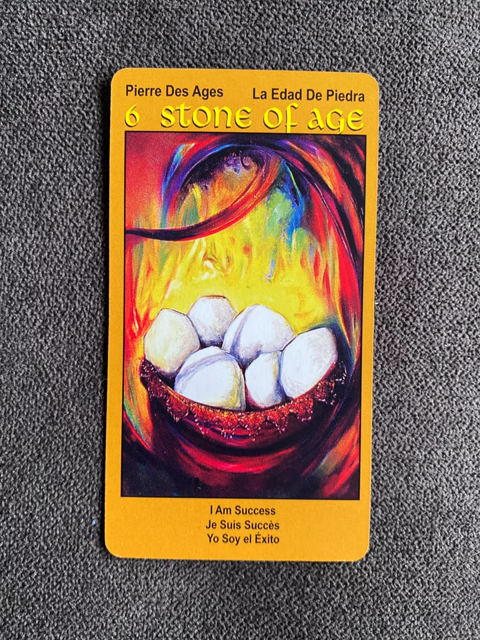 Pierre Des Ages La Edad De Piedra
6 Stone of Age
I Am Success
Je Suis Succès
Yo Soy el Éxito